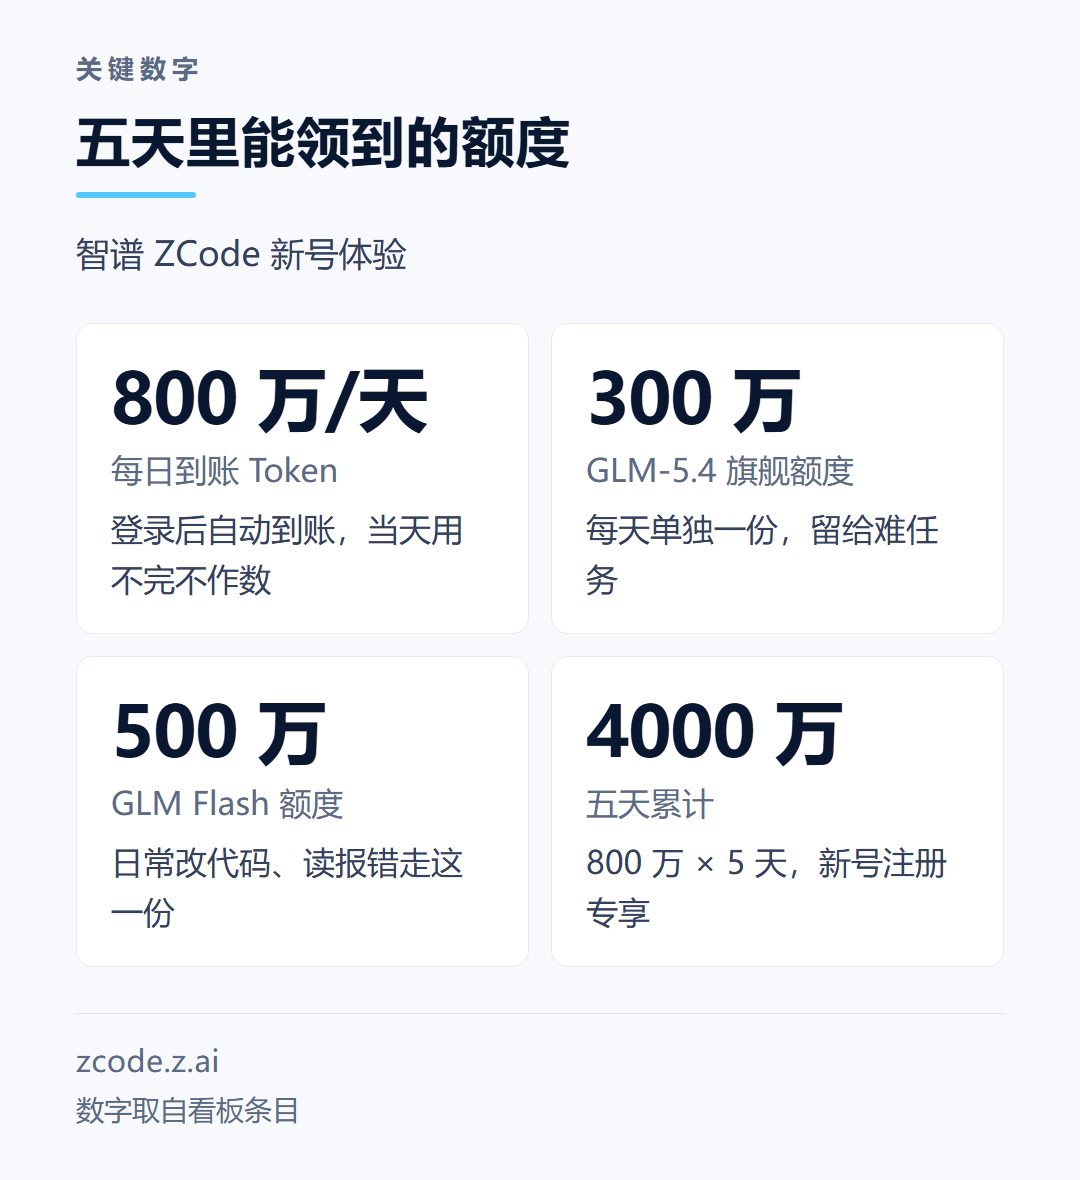 关键数字
五天里能领到的额度
智谱 ZCode 新号体验
800 万/天
每日到账 Token
登录后自动到账，当天用
不完不作数
300 万
GLM-5.4 旗舰额度
每天单独一份，留给难任
务
500 万
GLM Flash 额度
日常改代码、读报错走这
一份
4000 万
五天累计
800 万 × 5 天，新号注册
专享
zcode.z.ai
数字取自看板条目